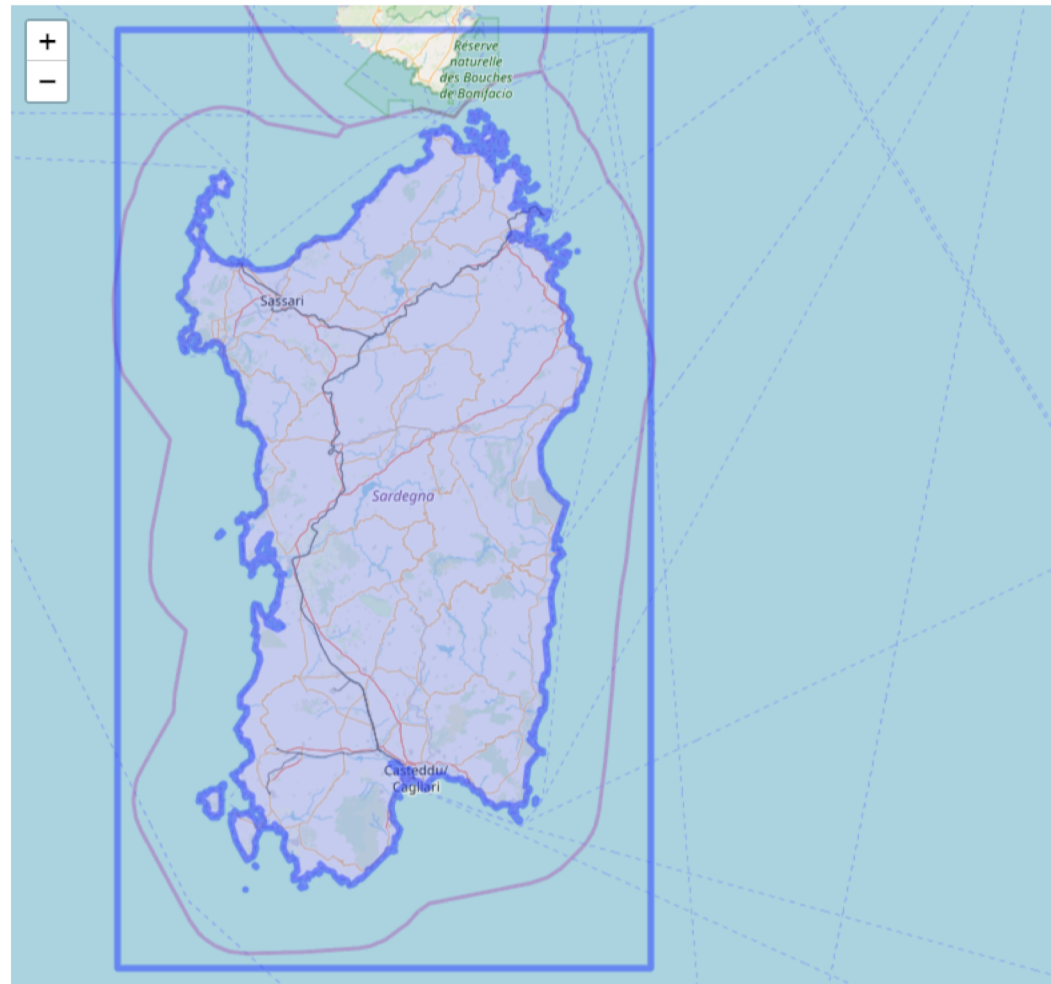 +
−
Réserve
naturelle
des Bouches
de Bonifacio
Sassari
Sardegna
Casteddu/
Cagliari